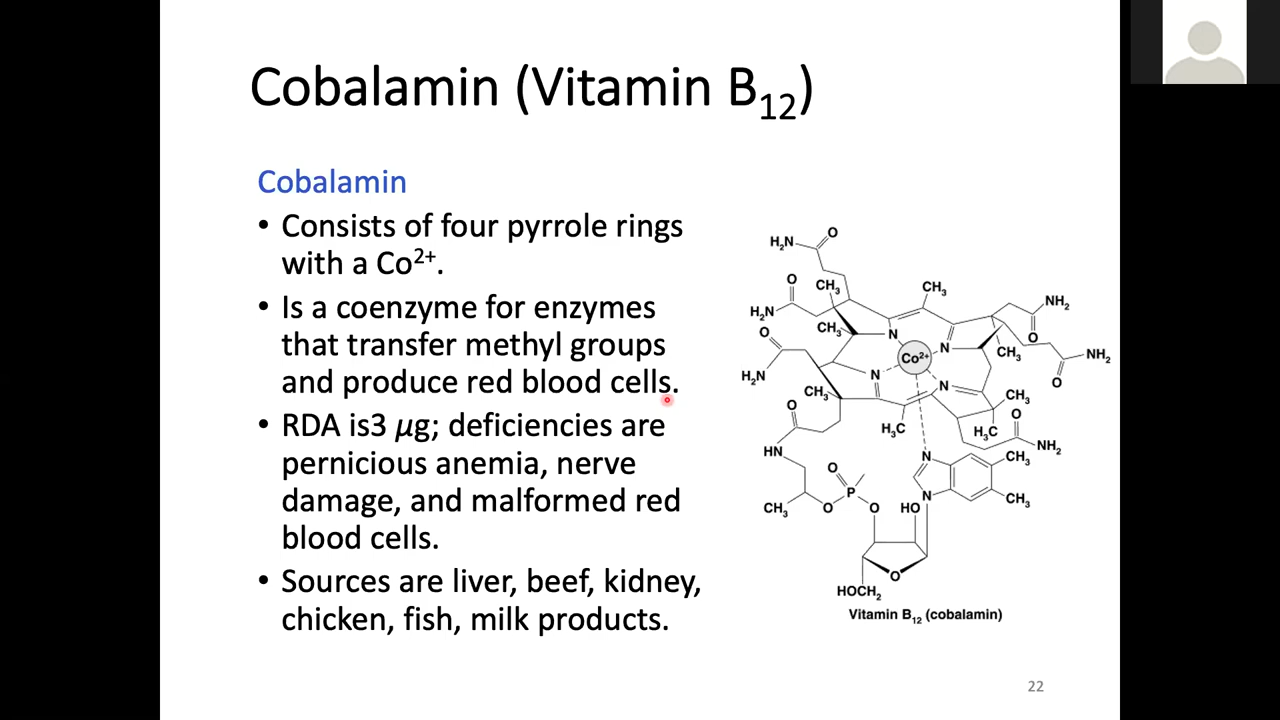 Cobalamin (Vitamin B12)
Cobalamin
• Consists of four pyrrole rings
with a Co2+.
• Is a coenzyme for enzymes
that transfer methyl groups
and produce red blood cells.
• RDA is3 µg; deficiencies are
pernicious anemia, nerve
damage, and malformed red
blood cells.
• Sources are liver, beef, kidney,
chicken, fish, milk products.
O
H2N
O
CH3
CH3
NH2
H2N
O
CH3
N
N
O
Co2+
CH3
NH2
O
H2N
N
N
CH3
CH3
O
H3C
H3C
O
NH2
HN
N
CH3
O
P
CH3
O
O
HO
N
CH3
O
HOCH2
Vitamin B12 (cobalamin)
22